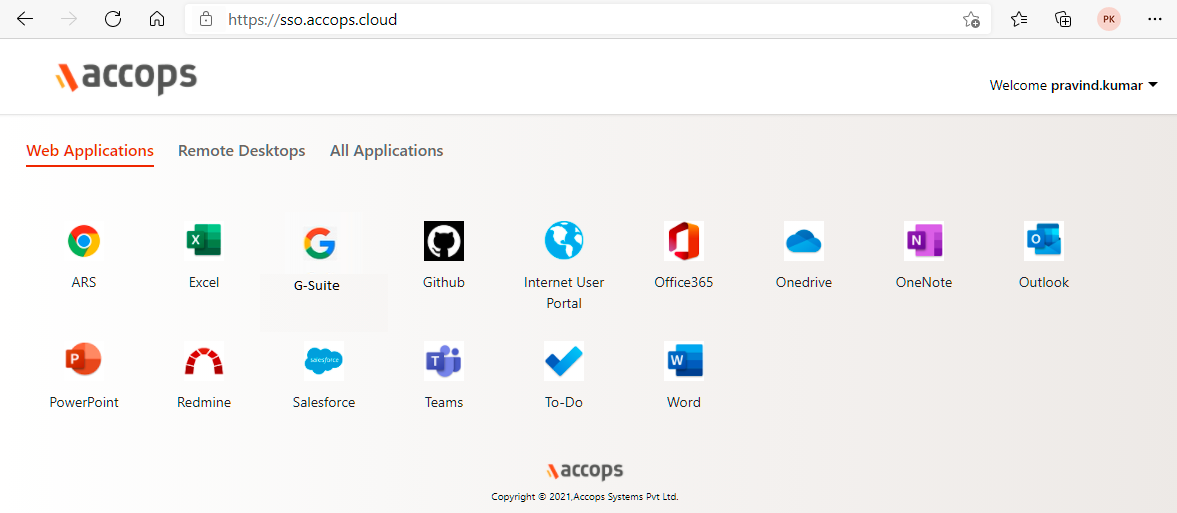 https://sso.accops.cloud
PK
accops
Welcome pravind.kumar
Web Applications Remote Desktops All Applications
X
G-Suite
N
O
ARS Excel Github Internet User Portal Office365 Onedrive OneNote Outlook
P
salesforce
T
W
PowerPoint Redmine Salesforce Teams To-Do Word
accops
Copyright © 2021,Accops Systems Pvt Ltd.